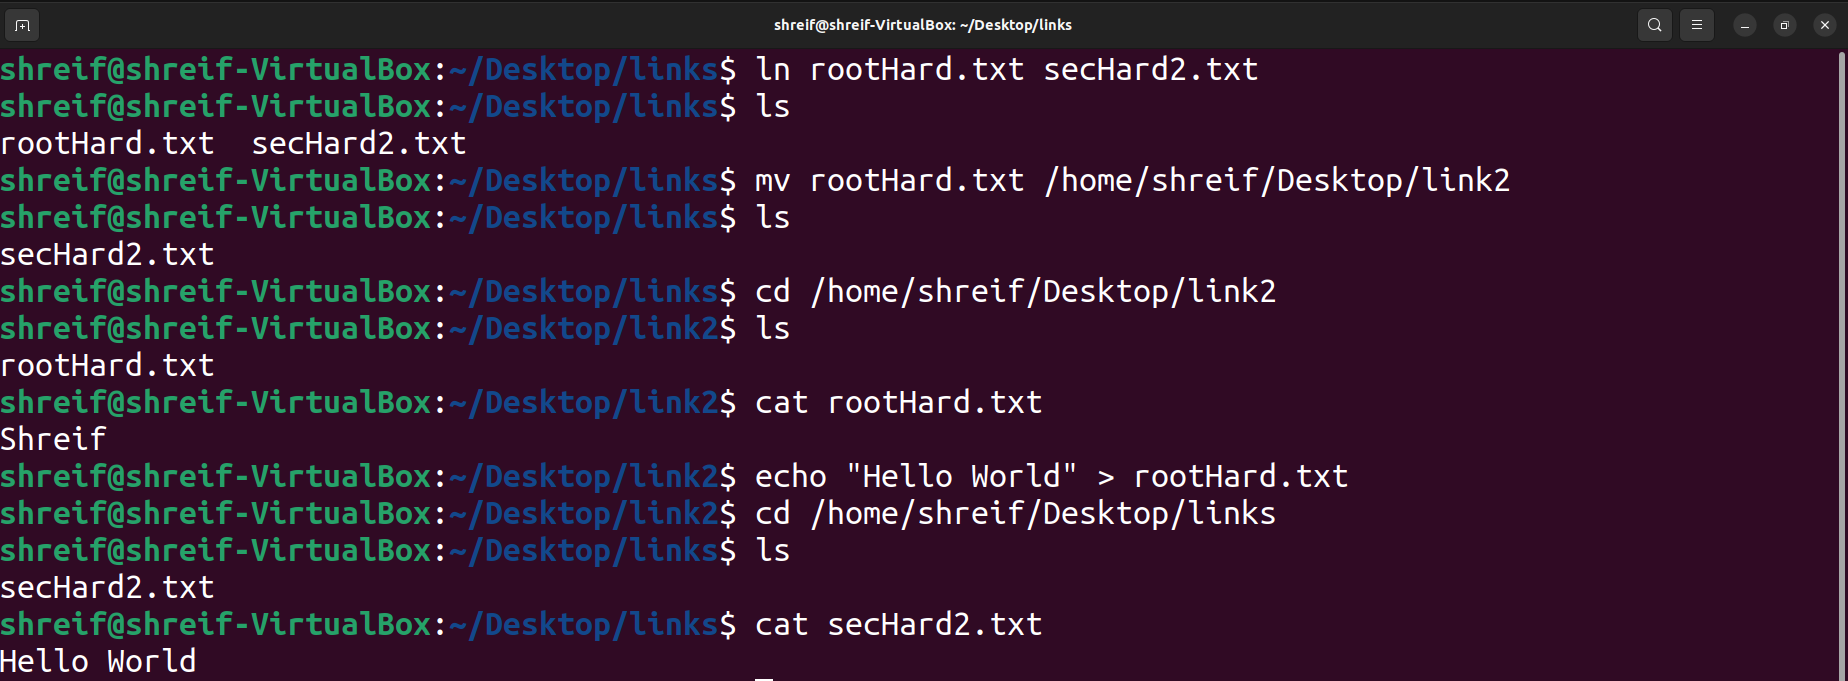 shreif@shreif-VirtualBox: ~/Desktop/links
shreif@shreif-VirtualBox:~/Desktop/links$ ln rootHard.txt secHard2.txt
shreif@shreif-VirtualBox:~/Desktop/links$ ls
rootHard.txt  secHard2.txt
shreif@shreif-VirtualBox:~/Desktop/links$ mv rootHard.txt /home/shreif/Desktop/link2
shreif@shreif-VirtualBox:~/Desktop/links$ ls
secHard2.txt
shreif@shreif-VirtualBox:~/Desktop/links$ cd /home/shreif/Desktop/link2
shreif@shreif-VirtualBox:~/Desktop/link2$ ls
rootHard.txt
shreif@shreif-VirtualBox:~/Desktop/link2$ cat rootHard.txt
Shreif
shreif@shreif-VirtualBox:~/Desktop/link2$ echo "Hello World" > rootHard.txt
shreif@shreif-VirtualBox:~/Desktop/link2$ cd /home/shreif/Desktop/links
shreif@shreif-VirtualBox:~/Desktop/links$ ls
secHard2.txt
shreif@shreif-VirtualBox:~/Desktop/links$ cat secHard2.txt
Hello World